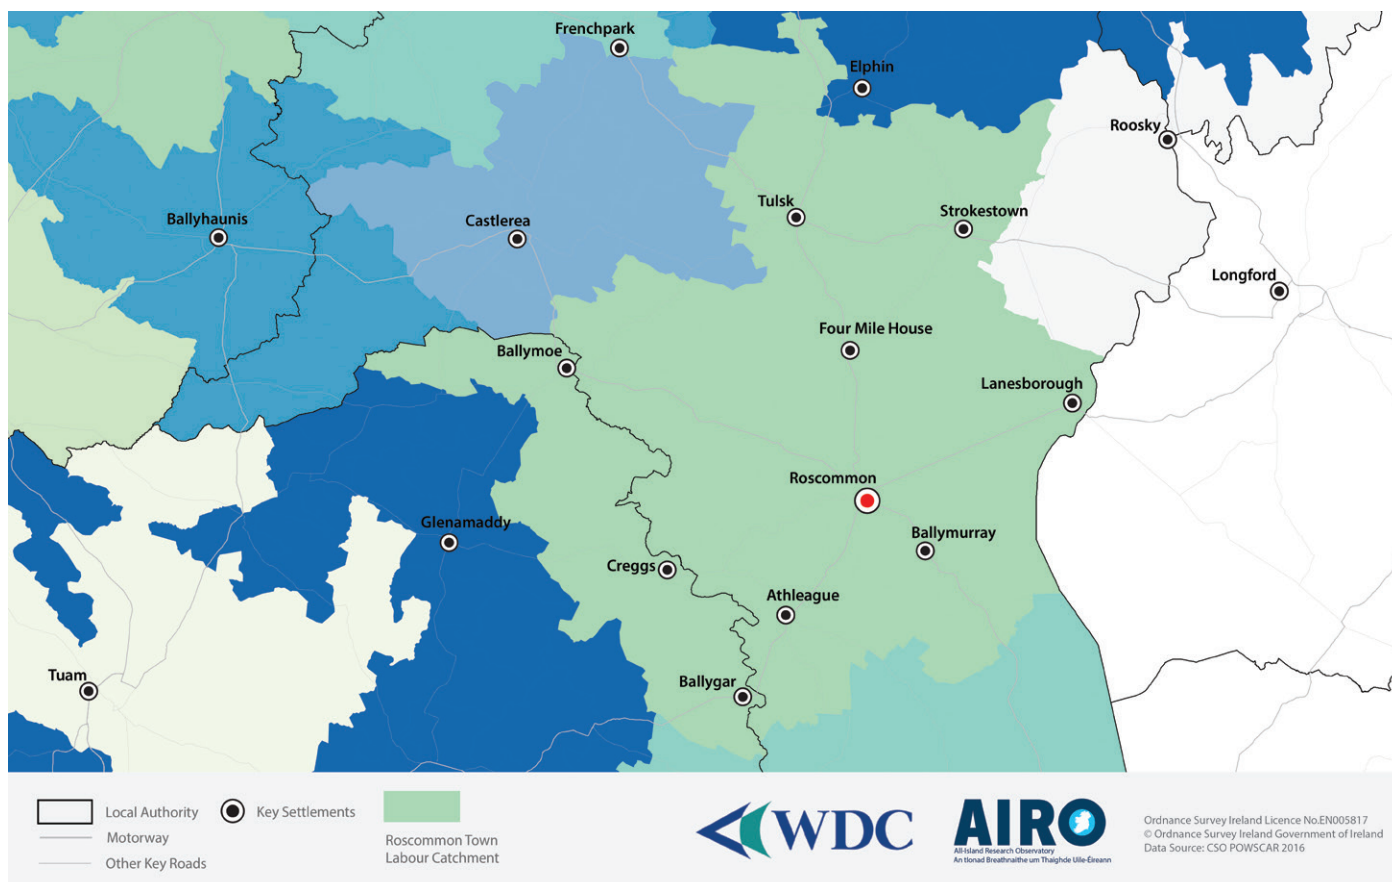 Frenchpark
Elphin
Roosky
Ballyhaunis
Castlerea
Tulsk
Strokestown
Longford
Four Mile House
Ballymoe
Lanesborough
Roscommon
Glenamaddy
Ballymurray
Creggs
Athleague
Tuam
Ballygar
Local Authority
Key Settlements
Motorway
Other Key Roads
Roscommon Town
Labour Catchment
WDC
AIRO
All-Island Research Observatory
An tIonad Breathnaithe um Thaighde Uile-Éireann
Ordnance Survey Ireland Licence No.EN005817
© Ordnance Survey Ireland Government of Ireland
Data Source: CSO POWSCAR 2016